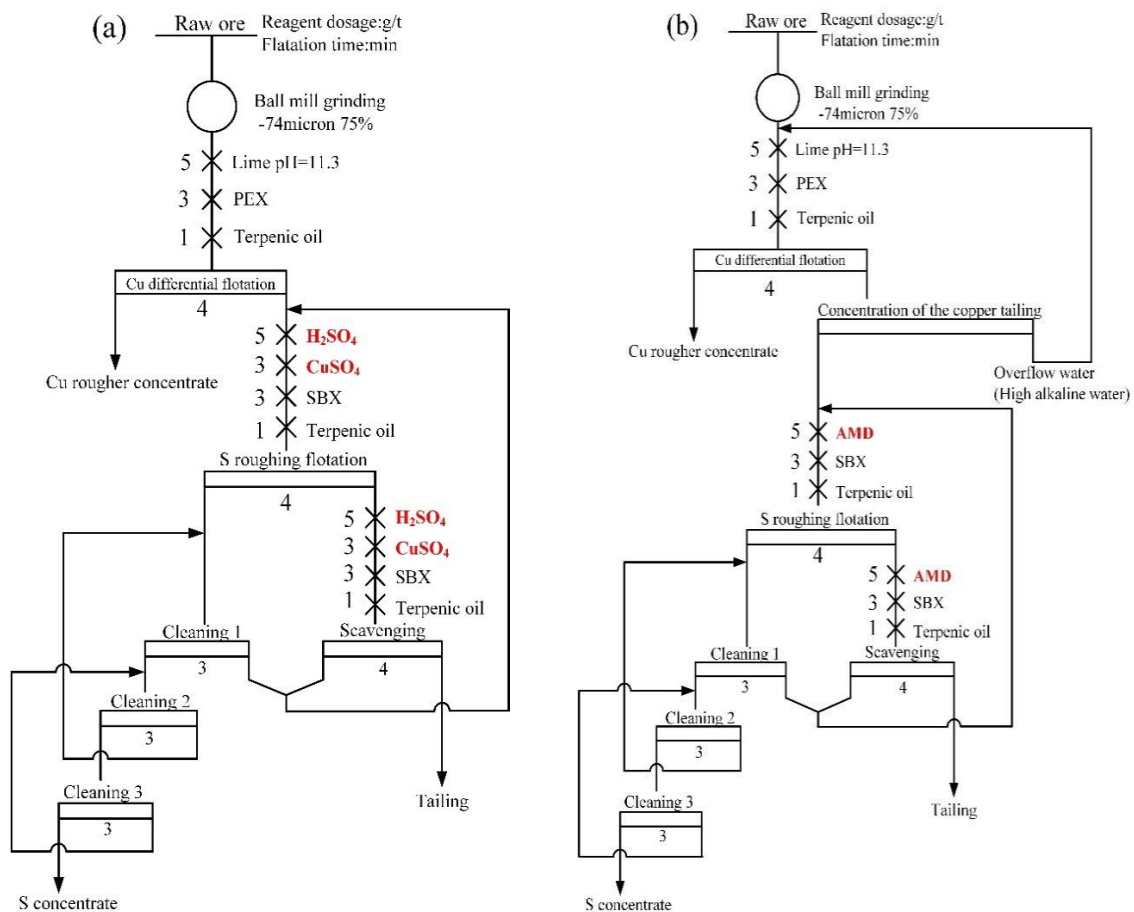 (a)
Raw ore
Reagent dosage:g/t
Flatation time:min
Ball mill grinding
-74micron 75%
5 Lime pH=11.3
3 PEX
1 Terpenic oil
Cu differential flotation
4
Cu rougher concentrate
5 H₂SO₄
3 CuSO₄
3 SBX
1 Terpenic oil
S roughing flotation
4
5 H₂SO₄
3 CuSO₄
3 SBX
1 Terpenic oil
Cleaning 1
3
Scavenging
4
Cleaning 2
3
Cleaning 3
3
Tailing
S concentrate
(b)
Raw ore
Reagent dosage:g/t
Flatation time:min
Ball mill grinding
-74micron 75%
5 Lime pH=11.3
3 PEX
1 Terpenic oil
Cu differential flotation
4
Concentration of the copper tailing
Cu rougher concentrate
Overflow water
(High alkaline water)
5 AMD
3 SBX
1 Terpenic oil
S roughing flotation
4
5 AMD
3 SBX
1 Terpenic oil
Cleaning 1
3
Scavenging
4
Cleaning 2
3
Cleaning 3
3
Tailing
S concentrate